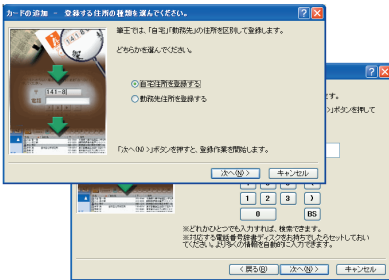 カードの追加 - 登録する住所の種類を選んでください。
筆王では、「自宅」「勤務先」の住所を区別して登録します。
どちらかを選んでください。
自宅住所を登録する
勤務先住所を登録する
〒 141-8
電話
「次へ(N) >」ボタンを押すと、登録作業を開始します。
次へ(N) >
キャンセル
す。
>」ボタンを押して
1 2 3 )
0 BS
※どれかひとつでも入力すれば、検索できます。
※対応する電話番号辞書ディスクをお持ちでしたらセットしておい
てください。より多くの情報を自動的に入力できます。
< 戻る(B)
次へ(N) >
キャンセル